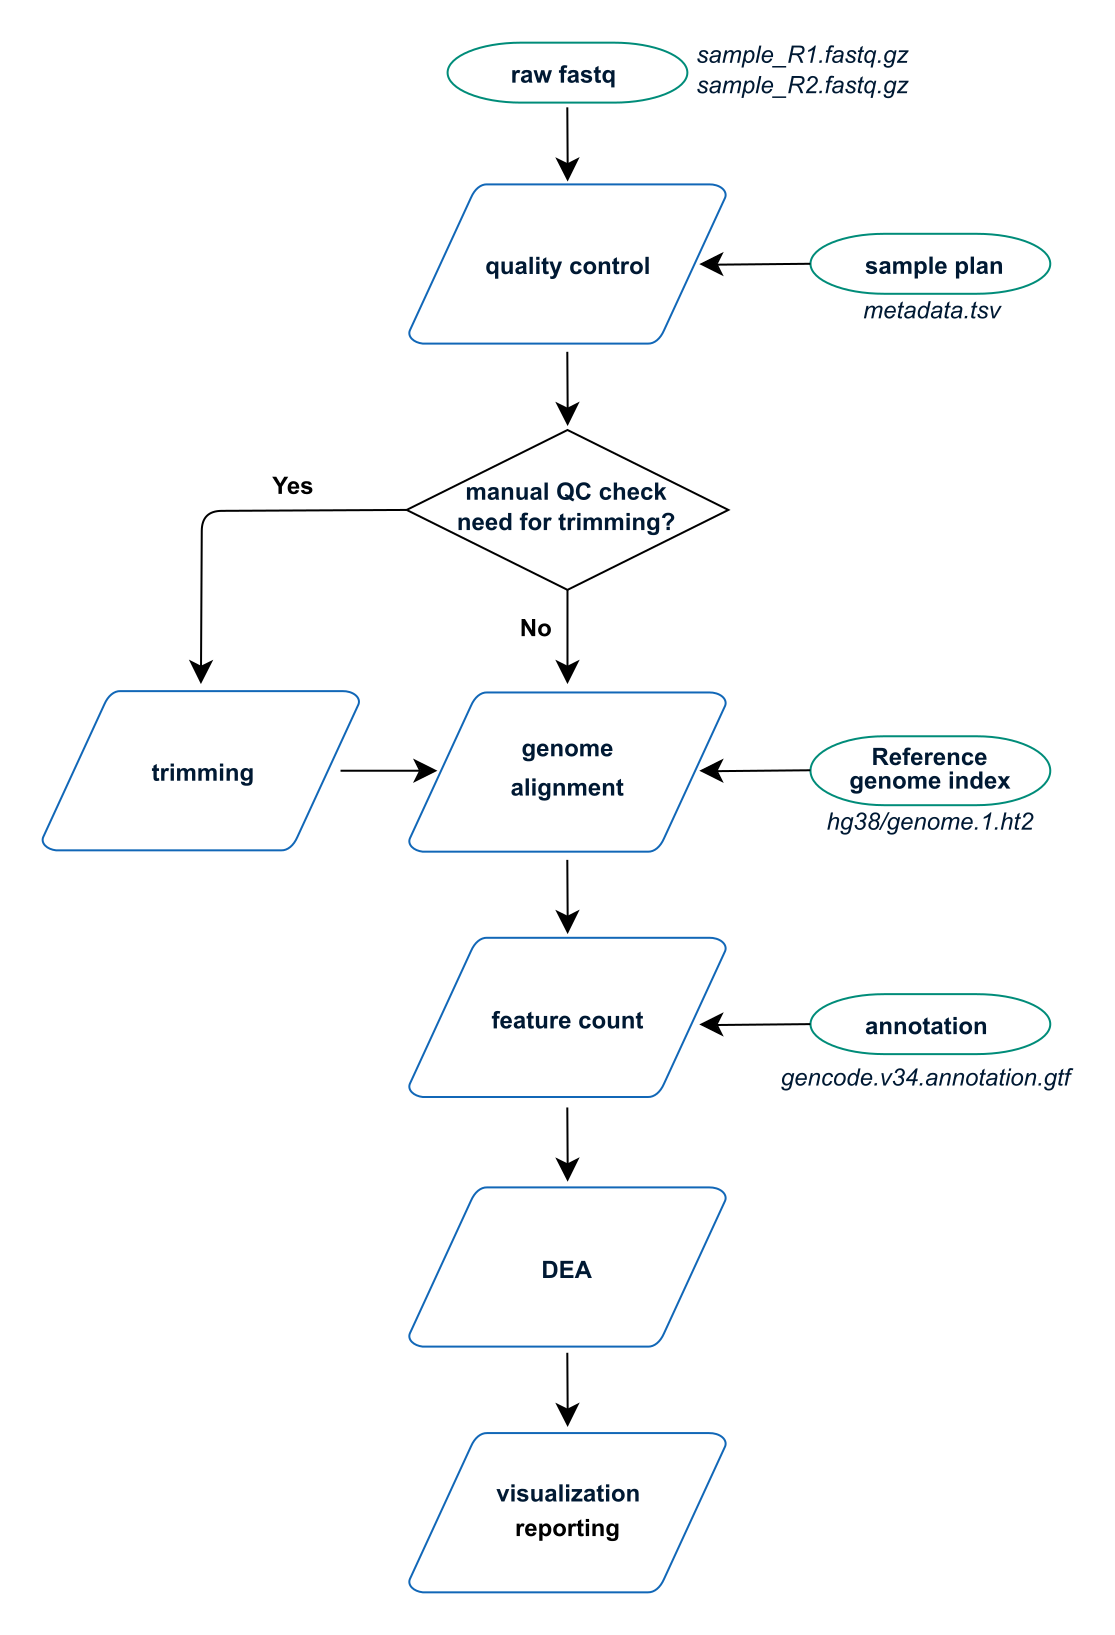 raw fastq
sample_R1.fastq.gz
sample_R2.fastq.gz
quality control
sample plan
metadata.tsv
manual QC check
need for trimming?
Yes
No
trimming
genome
alignment
Reference
genome index
hg38/genome.1.ht2
feature count
annotation
gencode.v34.annotation.gtf
DEA
visualization
reporting